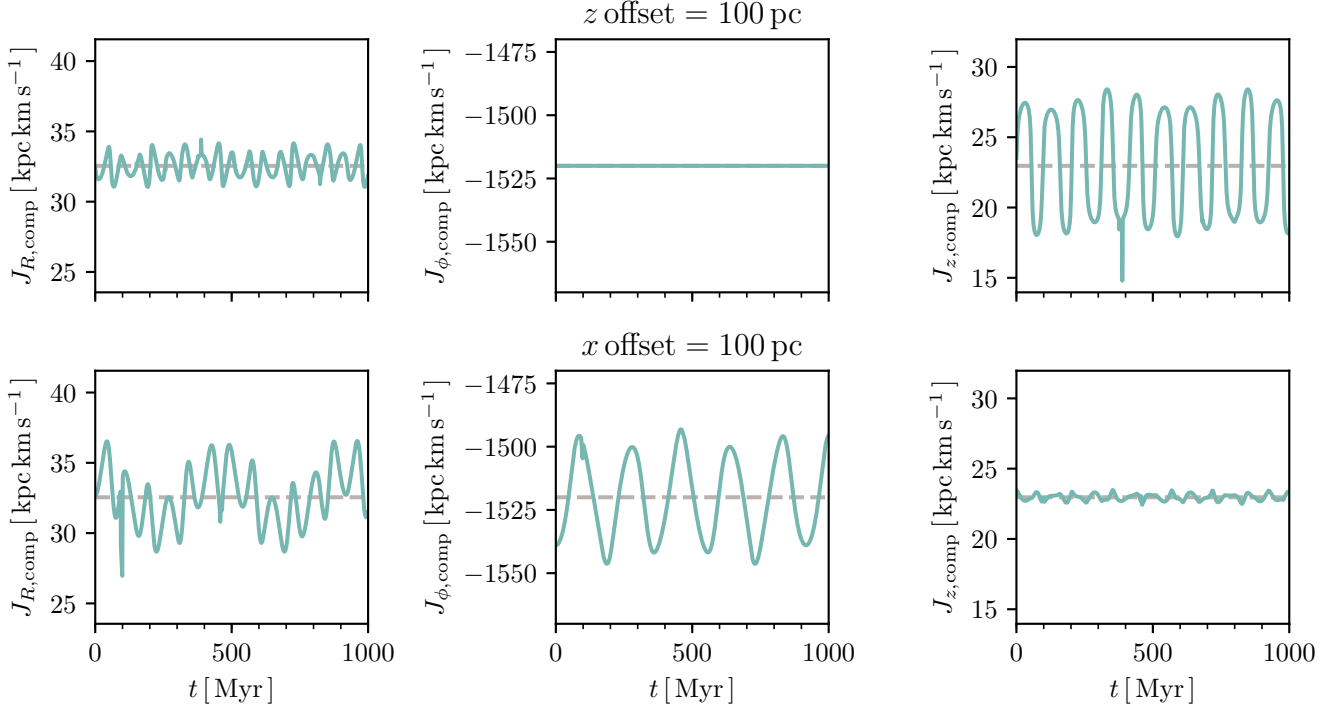 z offset = 100 pc
J_{R,comp} [ kpc km s^{-1} ]
40
35
30
25
J_{ϕ,comp} [ kpc km s^{-1} ]
−1475
−1500
−1525
−1550
J_{z,comp} [ kpc km s^{-1} ]
30
25
20
15
x offset = 100 pc
J_{R,comp} [ kpc km s^{-1} ]
40
35
30
25
0 500 1000
t [ Myr ]
J_{ϕ,comp} [ kpc km s^{-1} ]
−1475
−1500
−1525
−1550
0 500 1000
t [ Myr ]
J_{z,comp} [ kpc km s^{-1} ]
30
25
20
15
0 500 1000
t [ Myr ]